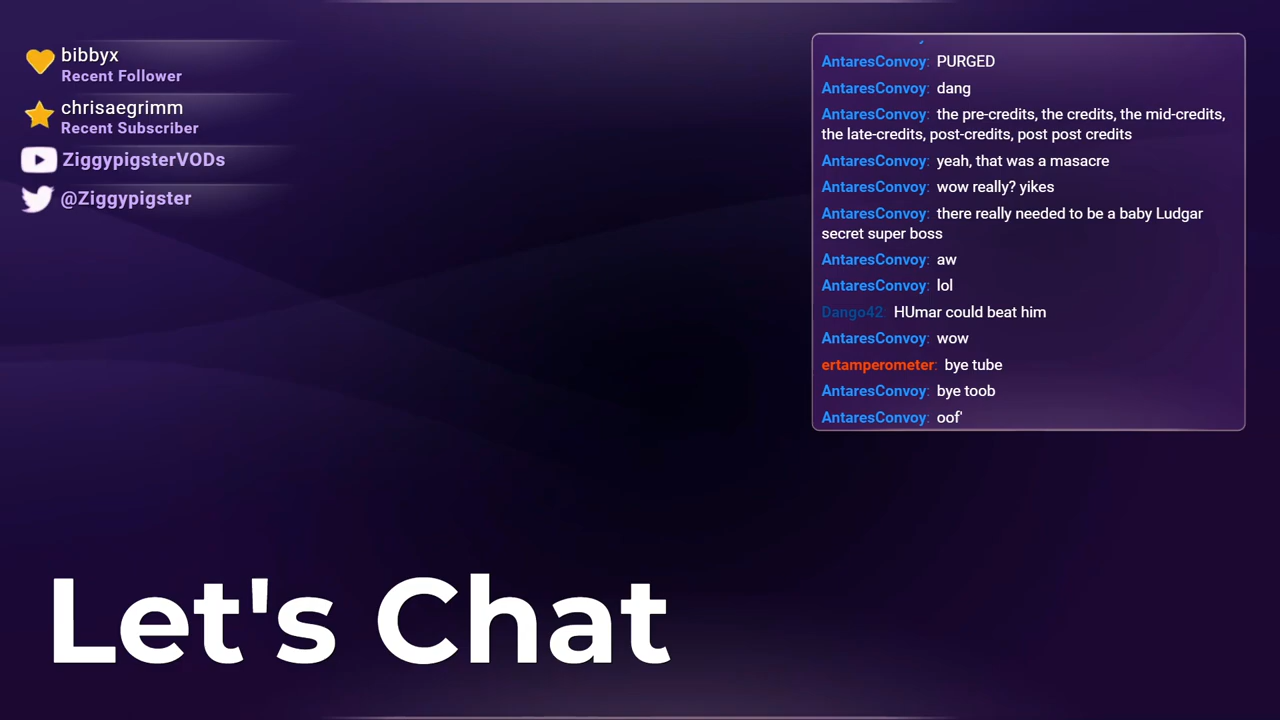 bibbyx
Recent Follower
chrisaegrimm
Recent Subscriber
ZiggypigsterVODs
@Ziggypigster
AntaresConvoy: PURGED
AntaresConvoy: dang
AntaresConvoy: the pre-credits, the credits, the mid-credits,
the late-credits, post-credits, post post credits
AntaresConvoy: yeah, that was a masacre
AntaresConvoy: wow really? yikes
AntaresConvoy: there really needed to be a baby Ludgar
secret super boss
AntaresConvoy: aw
AntaresConvoy: lol
Dango42: HUmar could beat him
AntaresConvoy: wow
ertamperometer: bye tube
AntaresConvoy: bye toob
AntaresConvoy: oof'
Let's Chat